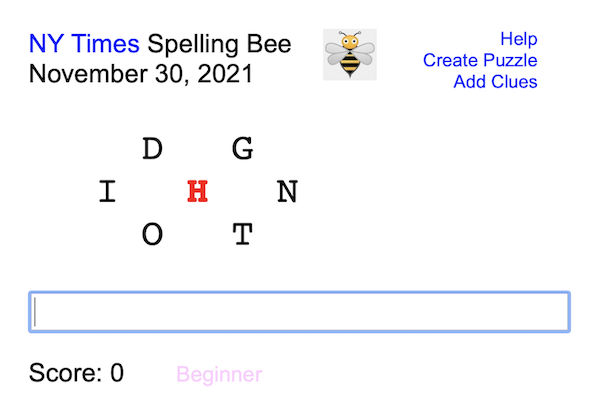 NY Times Spelling Bee
November 30, 2021
Help
Create Puzzle
Add Clues
D G
I H N
O T
Score: 0 Beginner